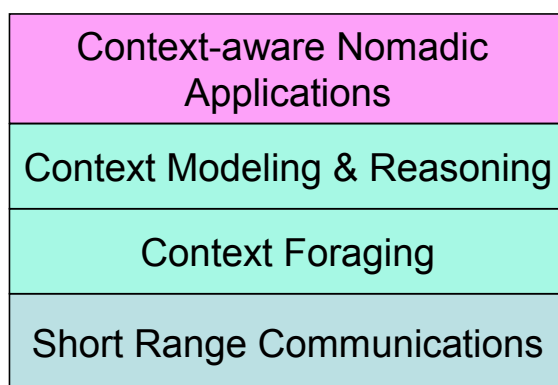 Context-aware Nomadic
Applications
Context Modeling & Reasoning
Context Foraging
Short Range Communications